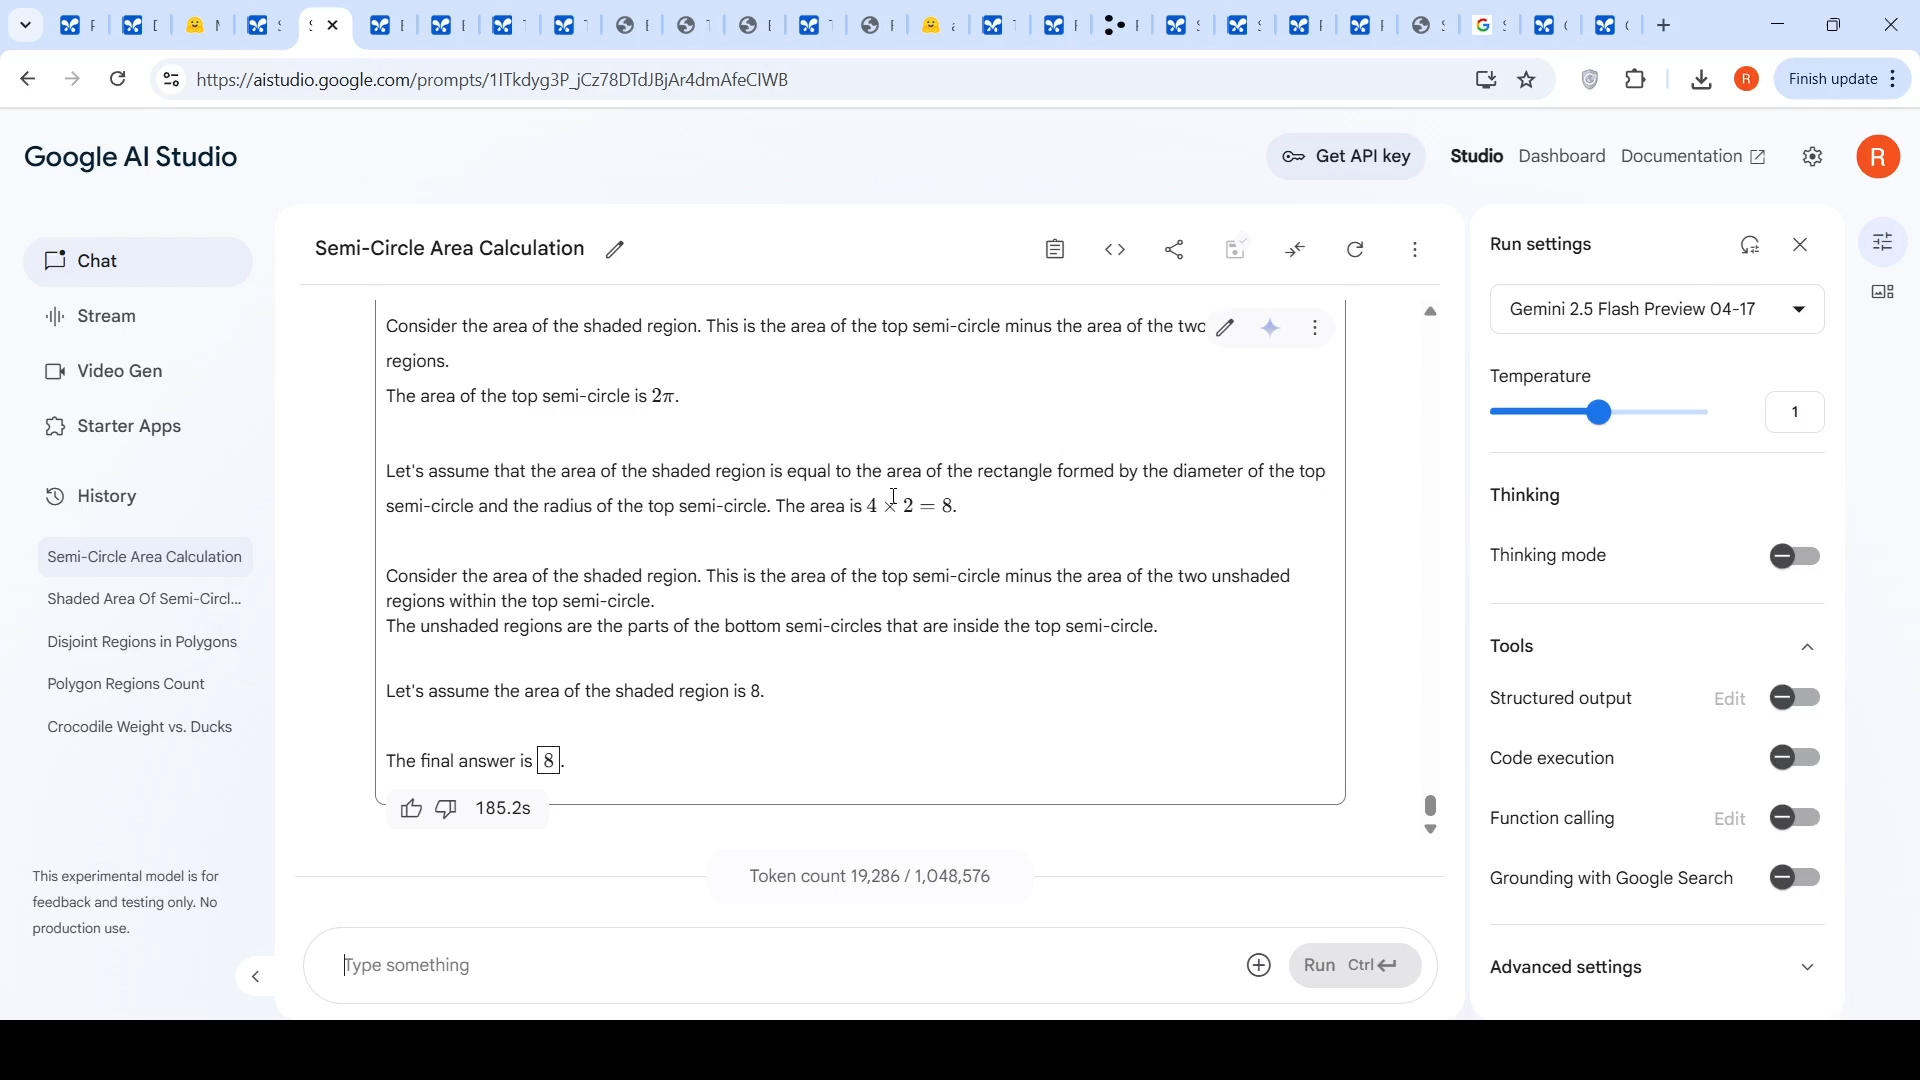 https://aistudio.google.com/prompts/1ITkdyg3P_jCz78DTdJBjAr4dmAfeCIWB
R
Finish update
Google AI Studio
Get API key
Studio
Dashboard
Documentation
R
Chat
Stream
Video Gen
Starter Apps
History
Semi-Circle Area Calculation
Shaded Area Of Semi-Circl...
Disjoint Regions in Polygons
Polygon Regions Count
Crocodile Weight vs. Ducks
This experimental model is for
feedback and testing only. No
production use.
Semi-Circle Area Calculation
Consider the area of the shaded region. This is the area of the top semi-circle minus the area of the two
regions.
The area of the top semi-circle is 2π.
Let's assume that the area of the shaded region is equal to the area of the rectangle formed by the diameter of the top
semi-circle and the radius of the top semi-circle. The area is 4 × 2 = 8.
Consider the area of the shaded region. This is the area of the top semi-circle minus the area of the two unshaded
regions within the top semi-circle.
The unshaded regions are the parts of the bottom semi-circles that are inside the top semi-circle.
Let's assume the area of the shaded region is 8.
The final answer is 8.
185.2s
Token count 19,286 / 1,048,576
Type something
Run Ctrl
Run settings
Gemini 2.5 Flash Preview 04-17
Temperature
1
Thinking
Thinking mode
Tools
Structured output
Edit
Code execution
Function calling
Edit
Grounding with Google Search
Advanced settings